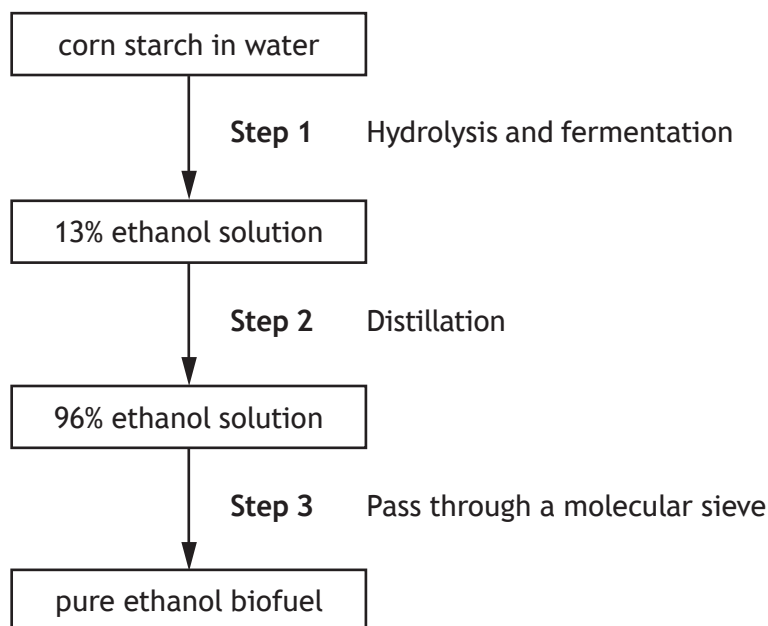 corn starch in water
Step 1 Hydrolysis and fermentation
13% ethanol solution
Step 2 Distillation
96% ethanol solution
Step 3 Pass through a molecular sieve
pure ethanol biofuel